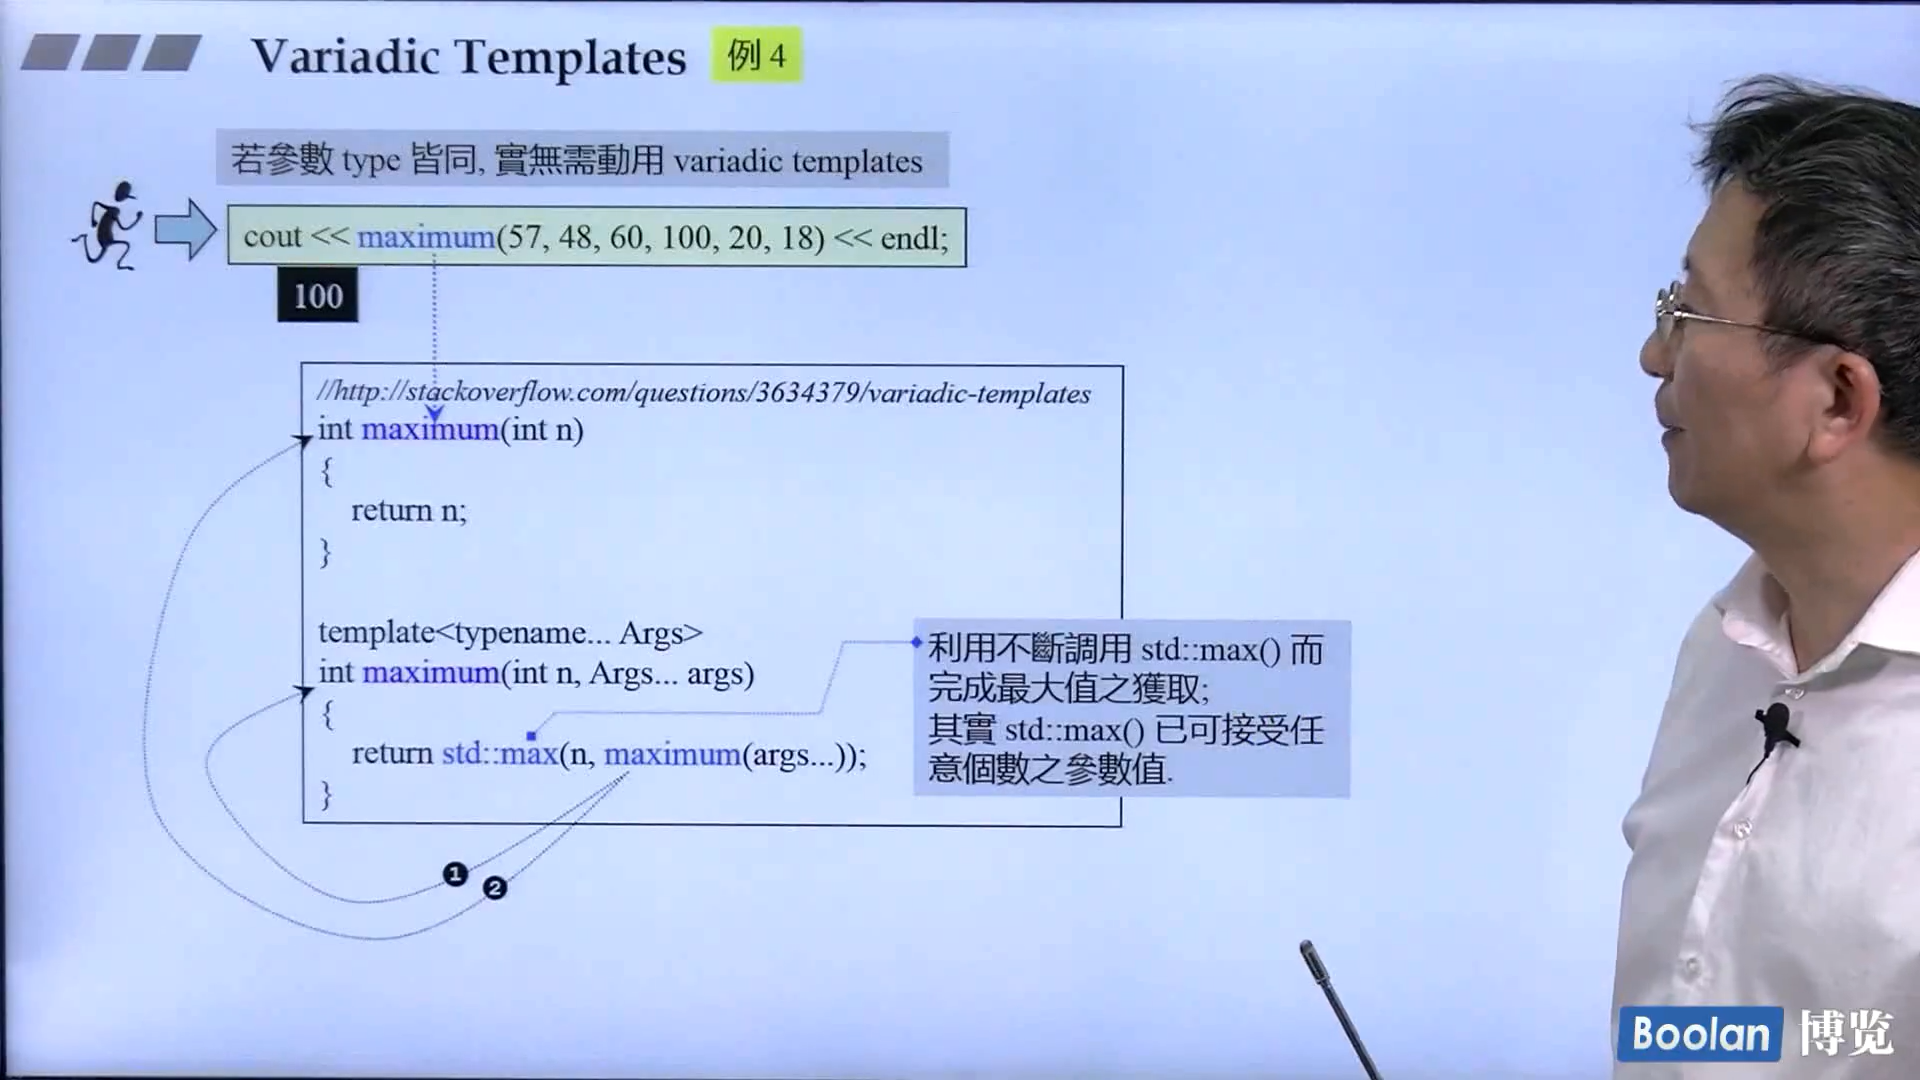 Variadic Templates 例 4
若參數 type 皆同, 實無需動用 variadic templates
cout << maximum(57, 48, 60, 100, 20, 18) << endl;
100
//http://stackoverflow.com/questions/3634379/variadic-templates
int maximum(int n)
{
return n;
}
template<typename... Args>
int maximum(int n, Args... args)
{
return std::max(n, maximum(args...));
}
利用不斷調用 std::max() 而
完成最大值之獲取;
其實 std::max() 已可接受任
意個數之參數值.
1
2
Boolan 博览